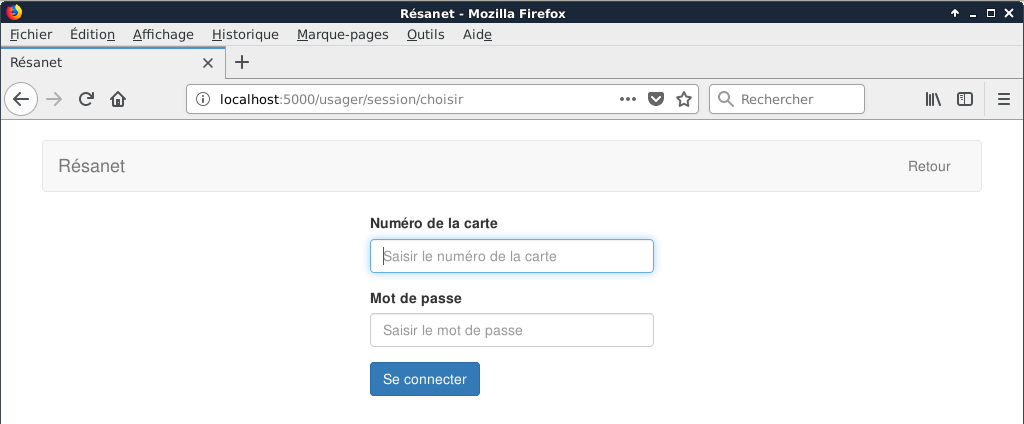 Résanet - Mozilla Firefox
Fichier Édition Affichage Historique Marque-pages Outils Aide
Résanet
localhost:5000/usager/session/choisir
Rechercher
Résanet Retour
Numéro de la carte
Saisir le numéro de la carte
Mot de passe
Saisir le mot de passe
Se connecter